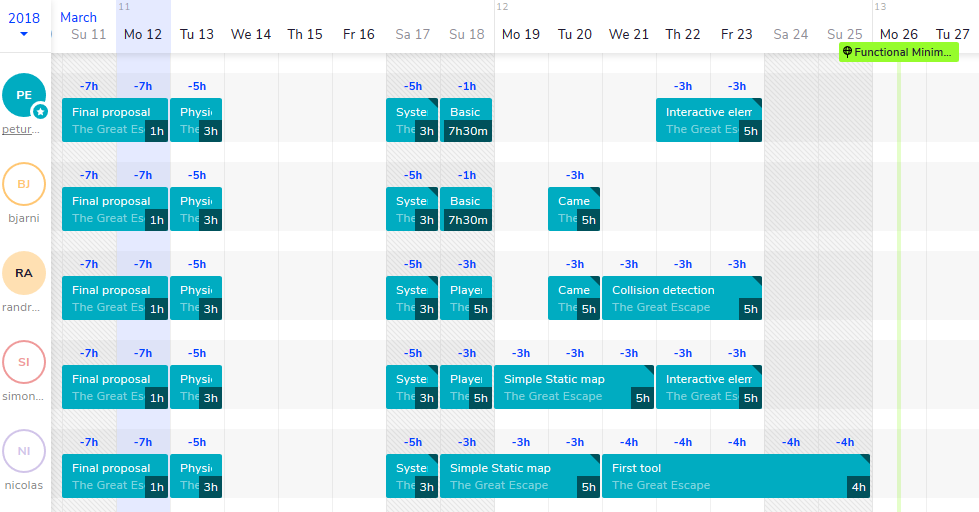 11
12
13
2018
March
Su 11
Mo 12
Tu 13
We 14
Th 15
Fr 16
Sa 17
Su 18
Mo 19
Tu 20
We 21
Th 22
Fr 23
Sa 24
Su 25
Mo 26
Tu 27
Functional Minim...
PE
petur...
-7h -7h -5h -5h -1h -3h -3h
Final proposal Physi Syste Basic Interactive elem
The Great Es 1h The 3h The 3h 7h30m The Great Es 5h
BJ
bjarni
-7h -7h -5h -5h -1h -3h
Final proposal Physi Syste Basic Came
The Great Es 1h The 3h The 3h 7h30m The 5h
RA
randr...
-7h -7h -5h -5h -3h -3h -3h -3h -3h
Final proposal Physi Syste Player Came Collision detection
The Great Es 1h The 3h The 3h The 5h The 5h The Great Escape 5h
SI
simon...
-7h -7h -5h -5h -3h -3h -3h -3h -3h -3h
Final proposal Physi Syste Player Simple Static map Interactive elem
The Great Es 1h The 3h The 3h The 5h The Great Escape 5h The Great Es 5h
NI
nicolas
-7h -7h -5h -5h -3h -3h -3h -4h -4h -4h -4h -4h
Final proposal Physi Syste Simple Static map First tool
The Great Es 1h The 3h The 3h The Great Escape 5h The Great Escape 4h